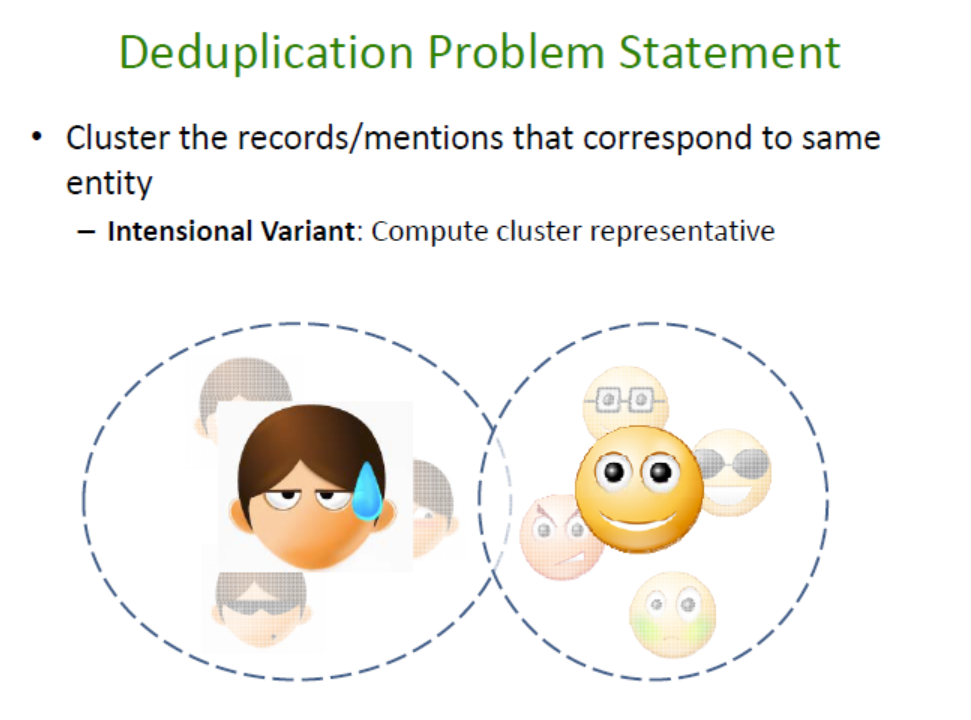 Deduplication Problem Statement
• Cluster the records/mentions that correspond to same
entity
– Intensional Variant: Compute cluster representative